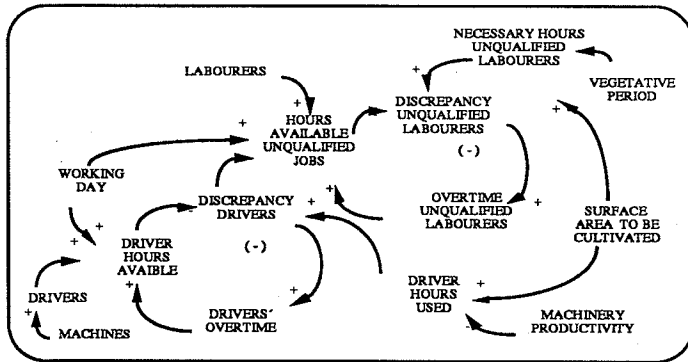 NECESSARY HOURS
UNQUALIFIED
LABOURERS
VEGETATIVE
PERIOD
LABOURERS
DISCREPANCY
UNQUALIFIED
LABOURERS
(-)
HOURS
AVAILABLE
UNQUALIFIED
JOBS
WORKING
DAY
DISCREPANCY
DRIVERS
(-)
OVERTIME
UNQUALIFIED
LABOURERS
SURFACE
AREA TO BE
CULTIVATED
DRIVER
HOURS
AVAIBLE
DRIVER
HOURS
USED
DRIVERS
MACHINES
DRIVERS´
OVERTIME
MACHINERY
PRODUCTIVITY